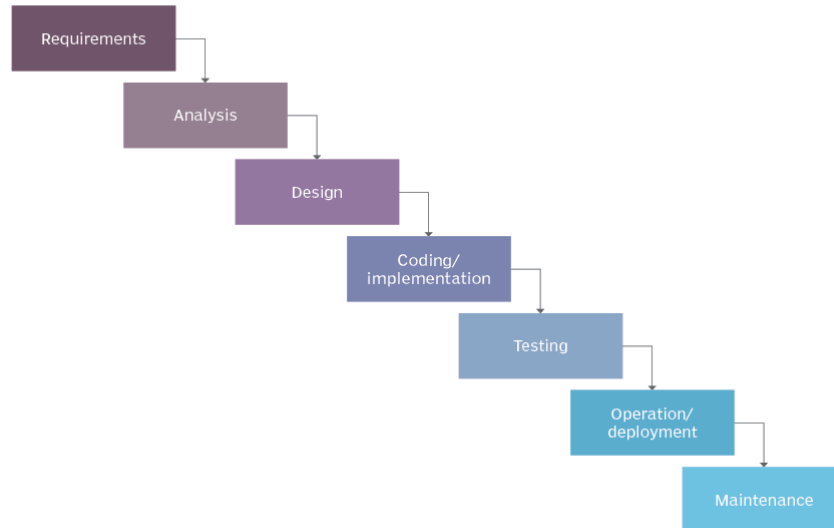 Requirements
Analysis
Design
Coding/
implementation
Testing
Operation/
deployment
Maintenance